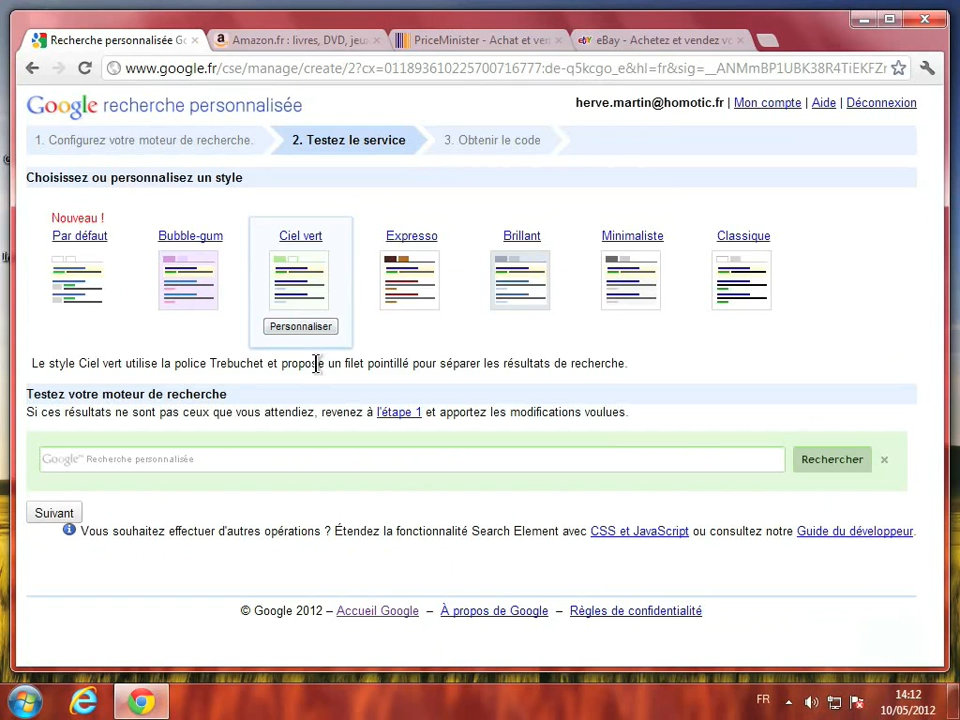 Recherche personnalisée Go
Amazon.fr : livres, DVD, jeu
PriceMinister - Achat et ven
eBay - Achetez et vendez vo
www.google.fr/cse/manage/create/2?cx=011893610225700716777:de-q5kcgo_e&hl=fr&sig=__ANMmBP1UBK38R4TiEKFZr
Google recherche personnalisée
herve.martin@homotic.fr | Mon compte | Aide | Déconnexion
1. Configurez votre moteur de recherche.
2. Testez le service
3. Obtenir le code
Choisissez ou personnalisez un style
Nouveau !
Par défaut
Bubble-gum
Ciel vert
Expresso
Brillant
Minimaliste
Classique
Personnaliser
Le style Ciel vert utilise la police Trebuchet et propose un filet pointillé pour séparer les résultats de recherche.
Testez votre moteur de recherche
Si ces résultats ne sont pas ceux que vous attendiez, revenez à l'étape 1 et apportez les modifications voulues.
Google™ Recherche personnalisée
Rechercher
Suivant
Vous souhaitez effectuer d'autres opérations ? Étendez la fonctionnalité Search Element avec CSS et JavaScript ou consultez notre Guide du développeur.
© Google 2012 – Accueil Google – À propos de Google – Règles de confidentialité
FR
14:12
10/05/2012